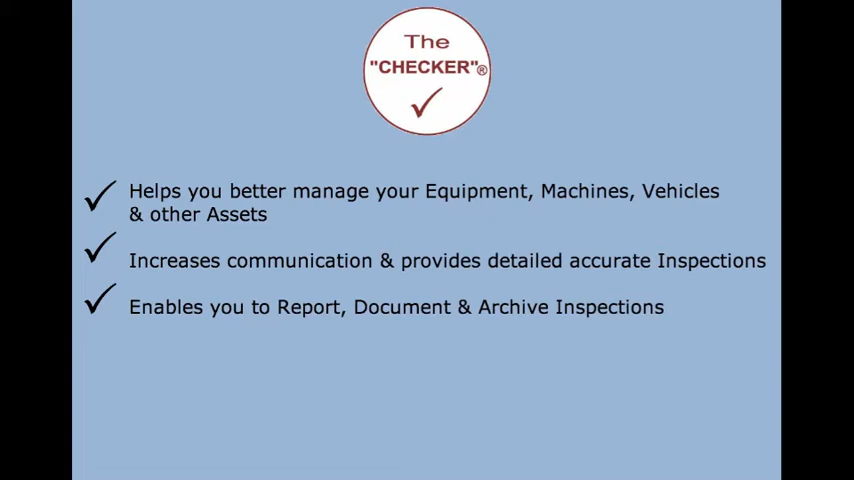 The
"CHECKER"®
Helps you better manage your Equipment, Machines, Vehicles
& other Assets
Increases communication & provides detailed accurate Inspections
Enables you to Report, Document & Archive Inspections